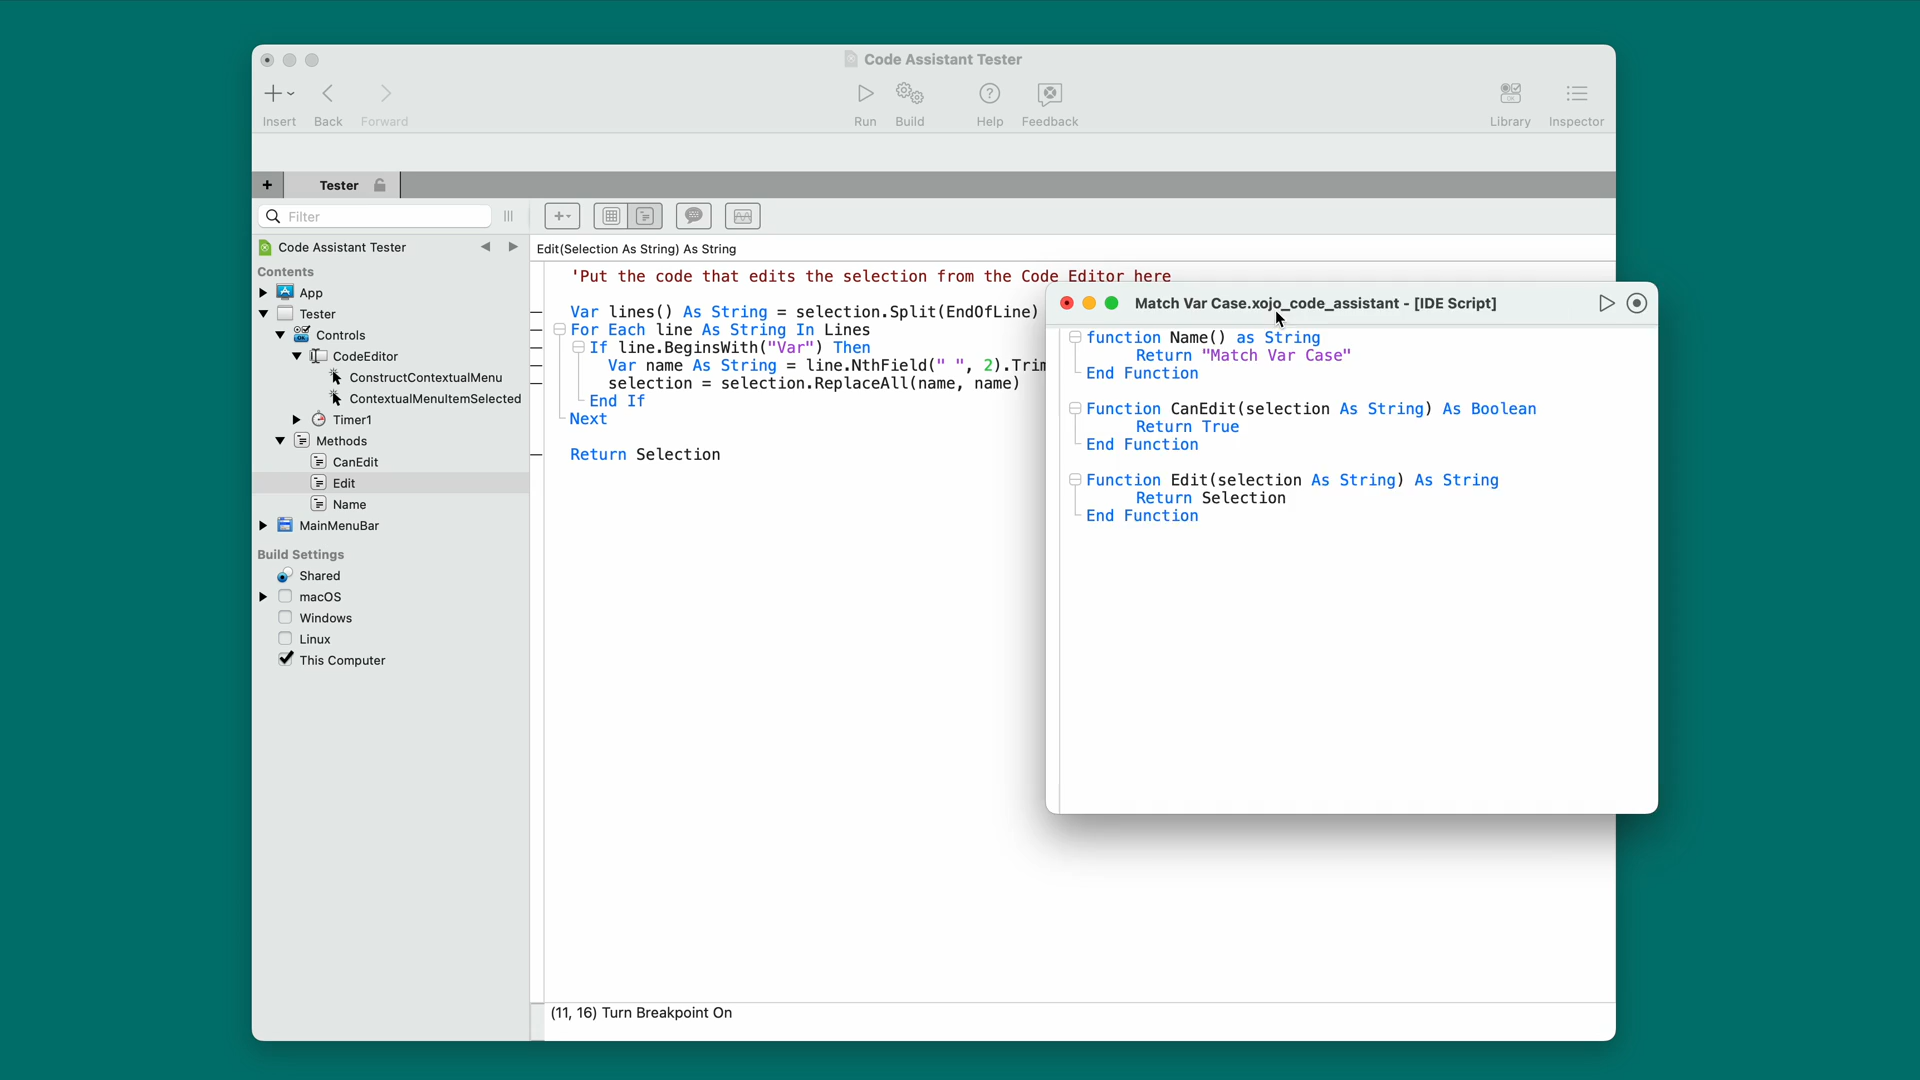 Code Assistant Tester
Insert
Back
Forward
Run
Build
Help
Feedback
Library
Inspector
Tester
Filter
Code Assistant Tester
Contents
App
Tester
Controls
CodeEditor
ConstructContextualMenu
ContextualMenuItemSelected
Timer1
Methods
CanEdit
Edit
Name
MainMenuBar
Build Settings
Shared
macOS
Windows
Linux
This Computer
Edit(Selection As String) As String
'Put the code that edits the selection from the Code Editor here
Var lines() As String = selection.Split(EndOfLine)
For Each line As String In Lines
If line.BeginsWith("Var") Then
Var name As String = line.NthField(" ", 2).Trim
selection = selection.ReplaceAll(name, name)
End If
Next
Return Selection
(11, 16) Turn Breakpoint On
Match Var Case.xojo_code_assistant - [IDE Script]
function Name() as String
Return "Match Var Case"
End Function
Function CanEdit(selection As String) As Boolean
Return True
End Function
Function Edit(selection As String) As String
Return Selection
End Function